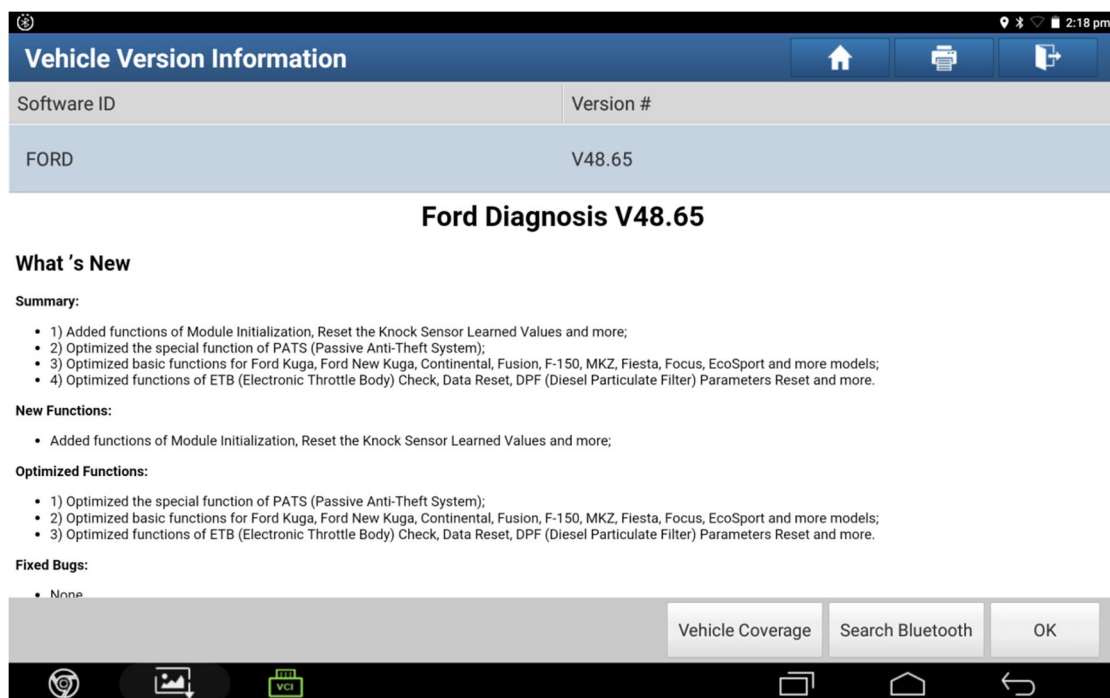 2:18 pm
Vehicle Version Information
Software ID Version #
FORD V48.65
Ford Diagnosis V48.65
What 's New
Summary:
• 1) Added functions of Module Initialization, Reset the Knock Sensor Learned Values and more;
• 2) Optimized the special function of PATS (Passive Anti-Theft System);
• 3) Optimized basic functions for Ford Kuga, Ford New Kuga, Continental, Fusion, F-150, MKZ, Fiesta, Focus, EcoSport and more models;
• 4) Optimized functions of ETB (Electronic Throttle Body) Check, Data Reset, DPF (Diesel Particulate Filter) Parameters Reset and more.
New Functions:
• Added functions of Module Initialization, Reset the Knock Sensor Learned Values and more;
Optimized Functions:
• 1) Optimized the special function of PATS (Passive Anti-Theft System);
• 2) Optimized basic functions for Ford Kuga, Ford New Kuga, Continental, Fusion, F-150, MKZ, Fiesta, Focus, EcoSport and more models;
• 3) Optimized functions of ETB (Electronic Throttle Body) Check, Data Reset, DPF (Diesel Particulate Filter) Parameters Reset and more.
Fixed Bugs:
• None
Vehicle Coverage Search Bluetooth OK
VCI